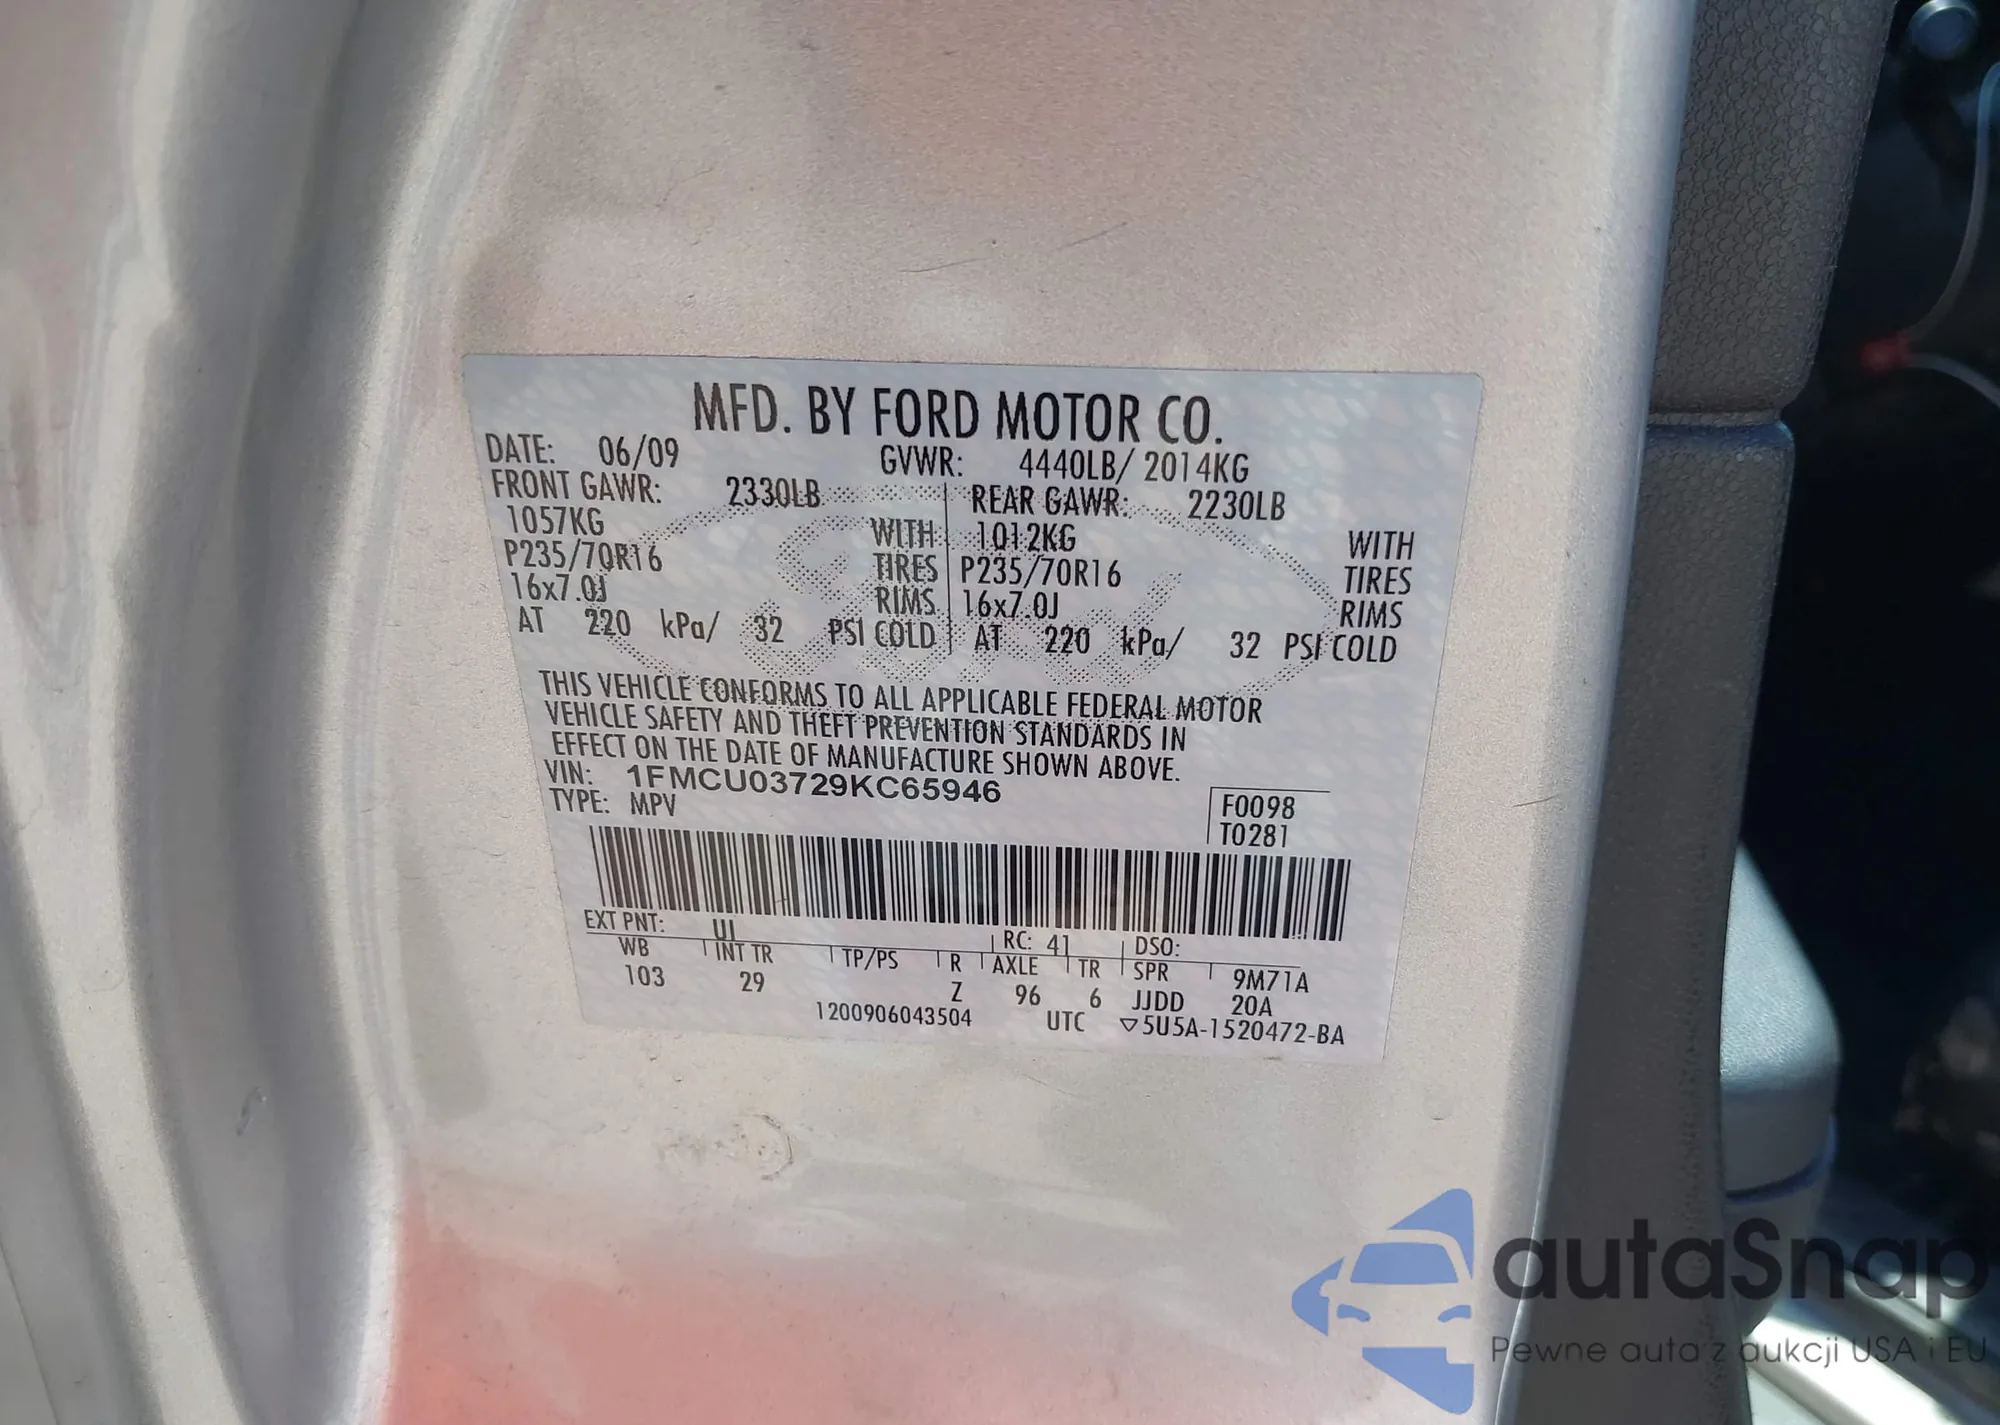 MFD. BY FORD MOTOR CO.
DATE: 06/09 GVWR: 4440LB/ 2014KG
FRONT GAWR: 2330LB REAR GAWR: 2230LB
1057KG WITH 1012KG WITH
P235/70R16 TIRES P235/70R16 TIRES
16x7.0J RIMS 16x7.0J RIMS
AT 220 kPa/ 32 PSI COLD AT 220 kPa/ 32 PSI COLD
THIS VEHICLE CONFORMS TO ALL APPLICABLE FEDERAL MOTOR
VEHICLE SAFETY AND THEFT PREVENTION STANDARDS IN
EFFECT ON THE DATE OF MANUFACTURE SHOWN ABOVE.
VIN: 1FMCU03729KC65946
TYPE: MPV
F0098
T0281
EXT PNT: UJ RC: 41 DSO:
WB INT TR TP/PS R AXLE TR SPR 9M71A
103 29 Z 96 6 JJDD 20A
1200906043504 UTC ▽5U5A-1520472-BA
autaSnap
Pewne auta z aukcji USA i EU